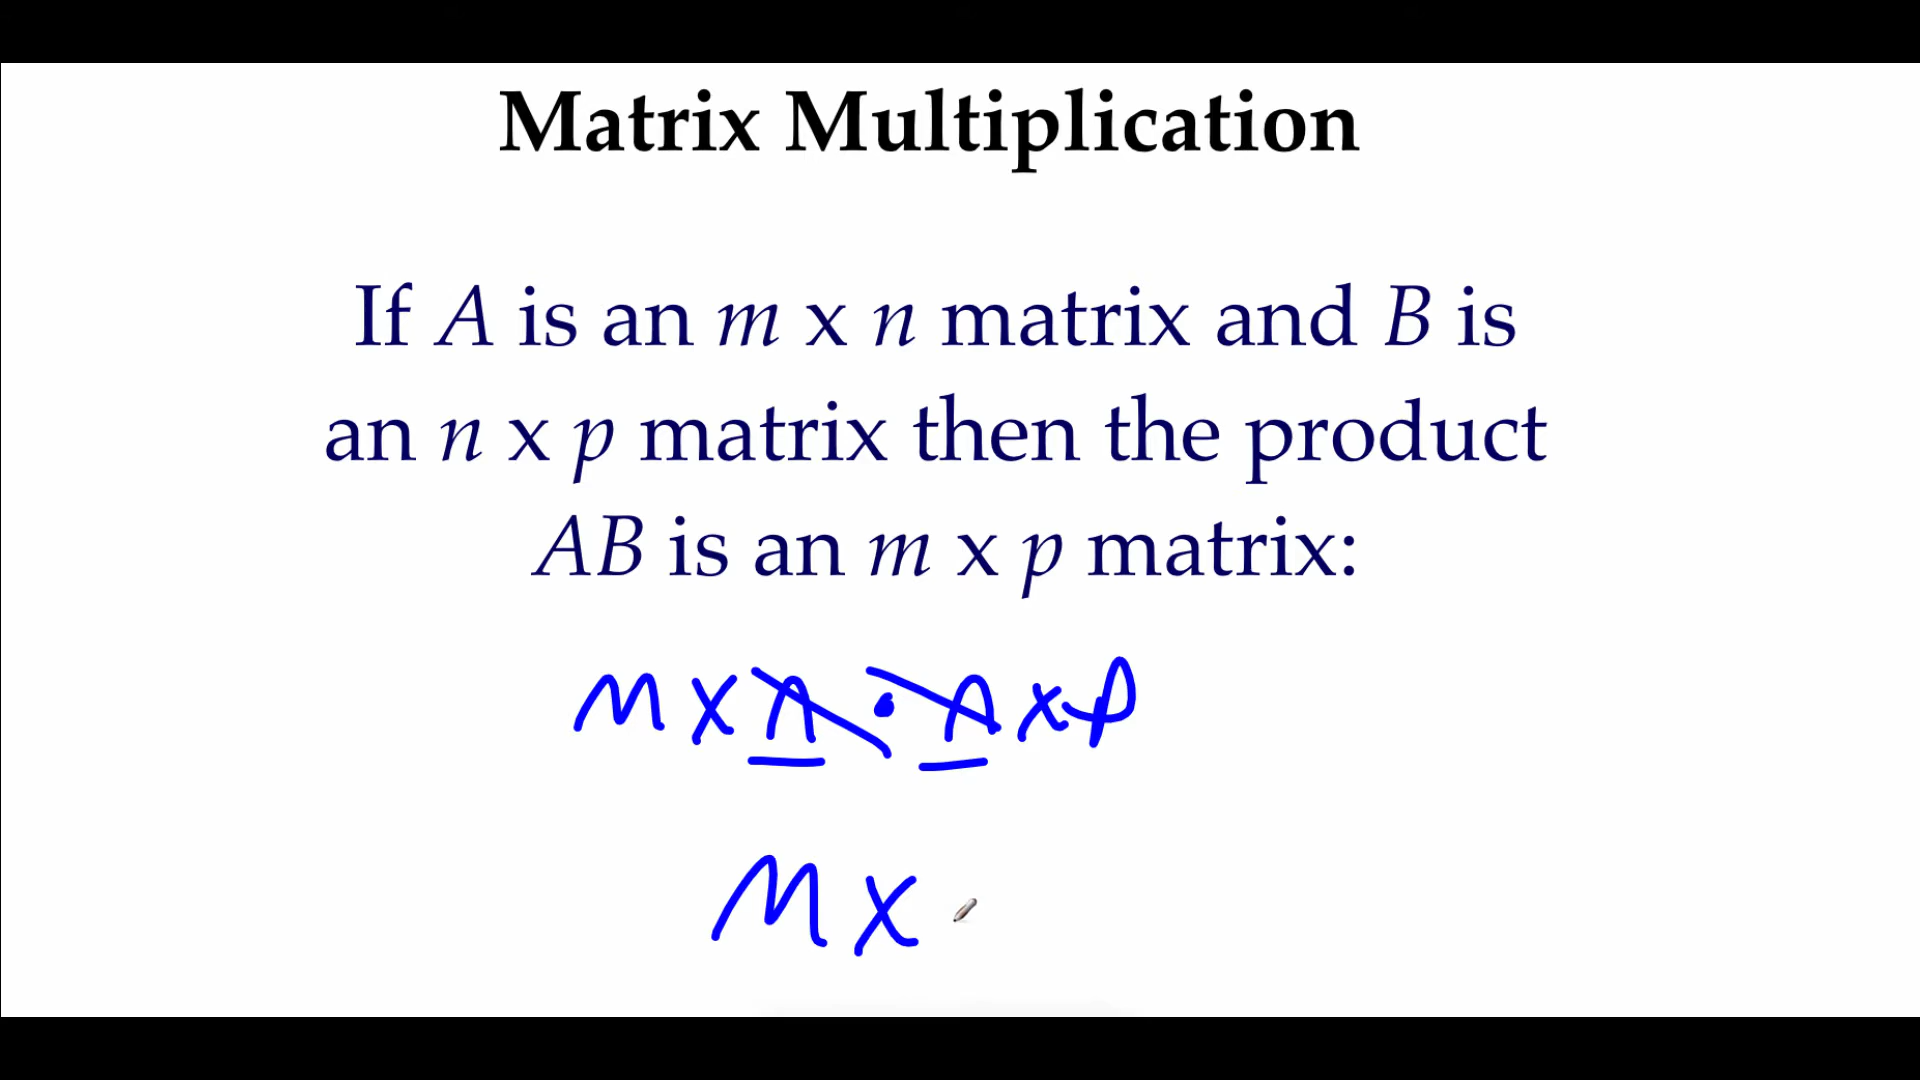 Matrix Multiplication
If A is an m x n matrix and B is
an n x p matrix then the product
AB is an m x p matrix:
m x n · n x p
m x